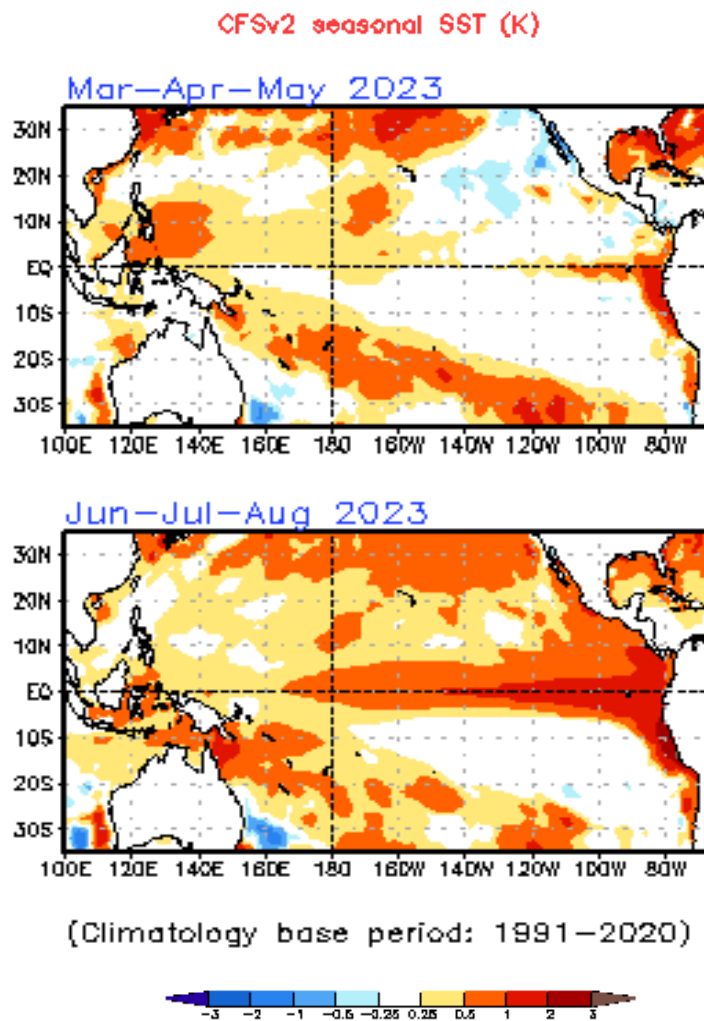 CFSv2 seasonal SST (K)
Mar-Apr-May 2023
30N
20N
10N
EQ
10S
20S
30S
100E 120E 140E 160E 180 160W 140W 120W 100W 80W
Jun-Jul-Aug 2023
30N
20N
10N
EQ
10S
20S
30S
100E 120E 140E 160E 180 160W 140W 120W 100W 80W
(Climatology base period: 1991-2020)
-3 -2 -1 -0.5 -0.25 0.25 0.5 1 2 3